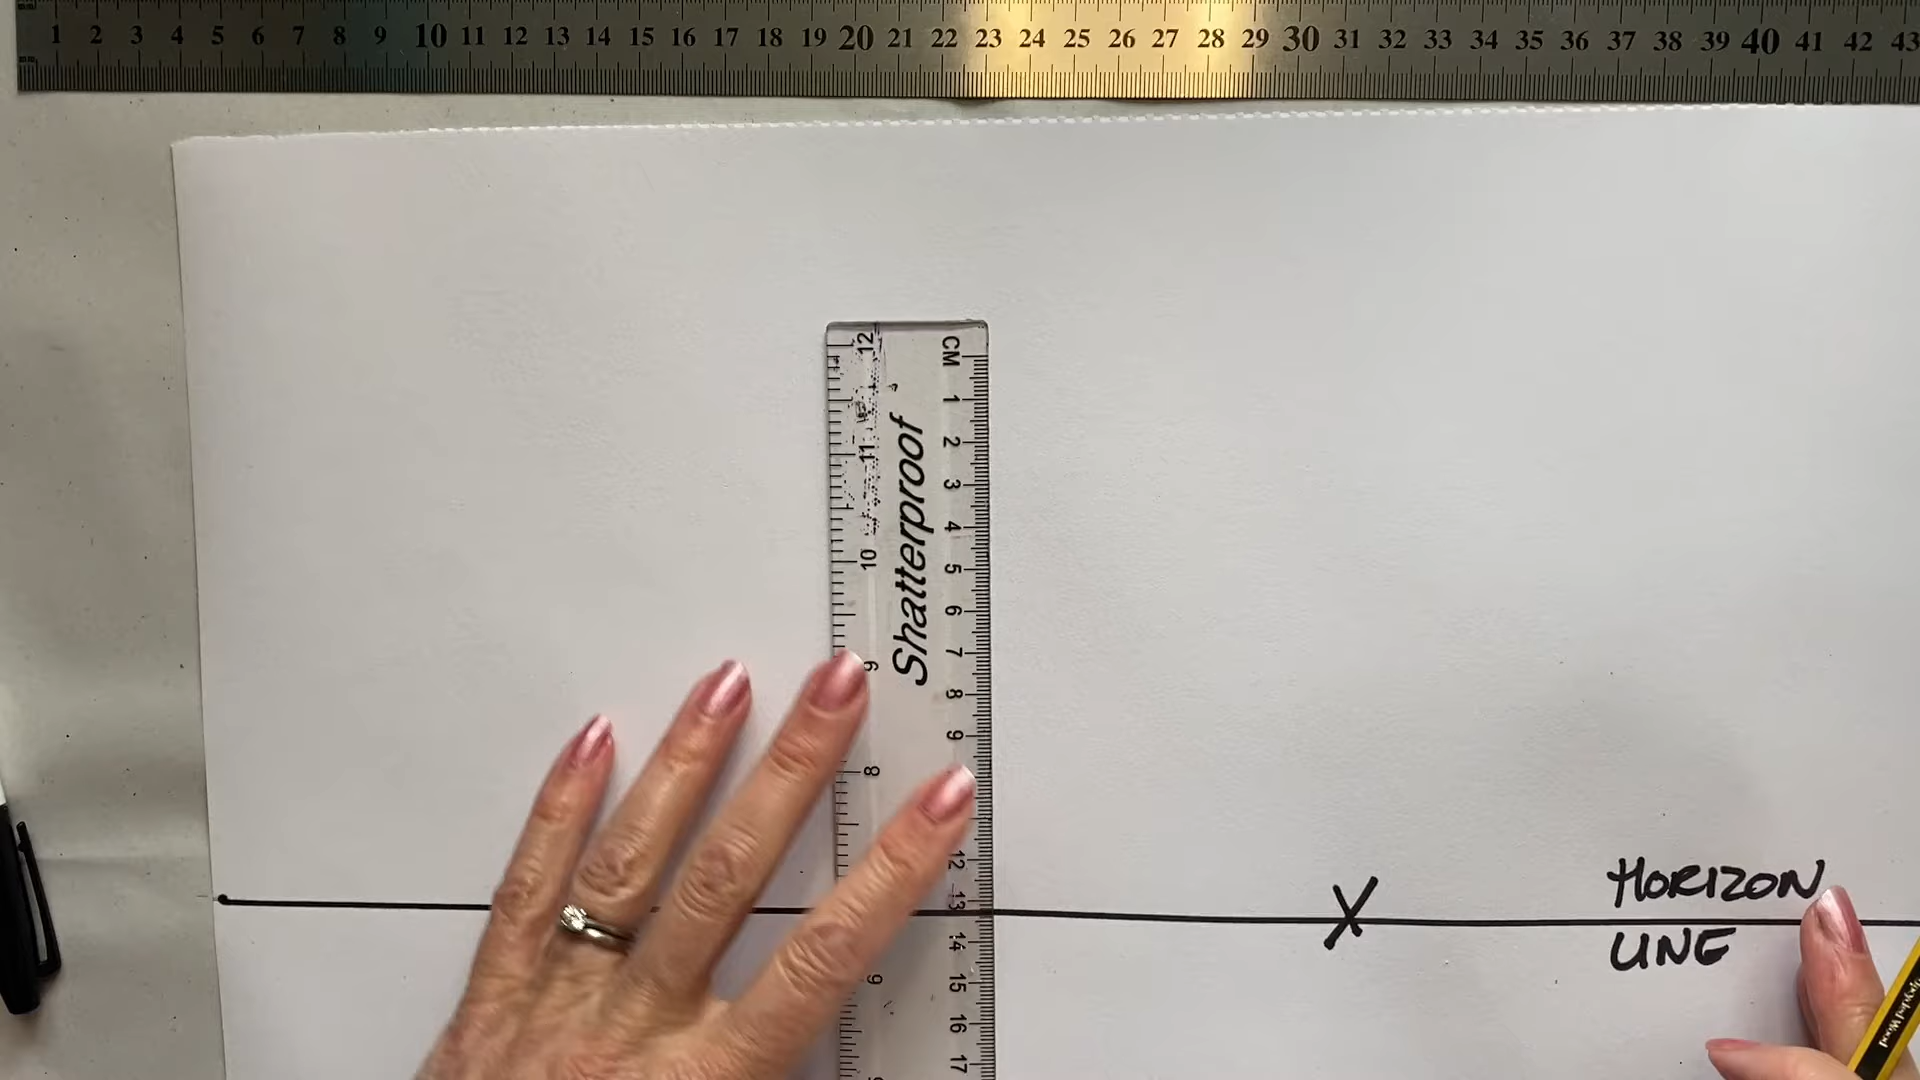 1 2 3 4 5 6 7 8 9 10 11 12 13 14 15 16 17 18 19 20 21 22 23 24 25 26 27 28 29 30 31 32 33 34 35 36 37 38 39 40 41 42 43
12 11 10 9 8
Shatterproof
CM 1 2 3 4 5 6 7 8 9 12 13 14 15 16 17
HORIZON
LINE
X